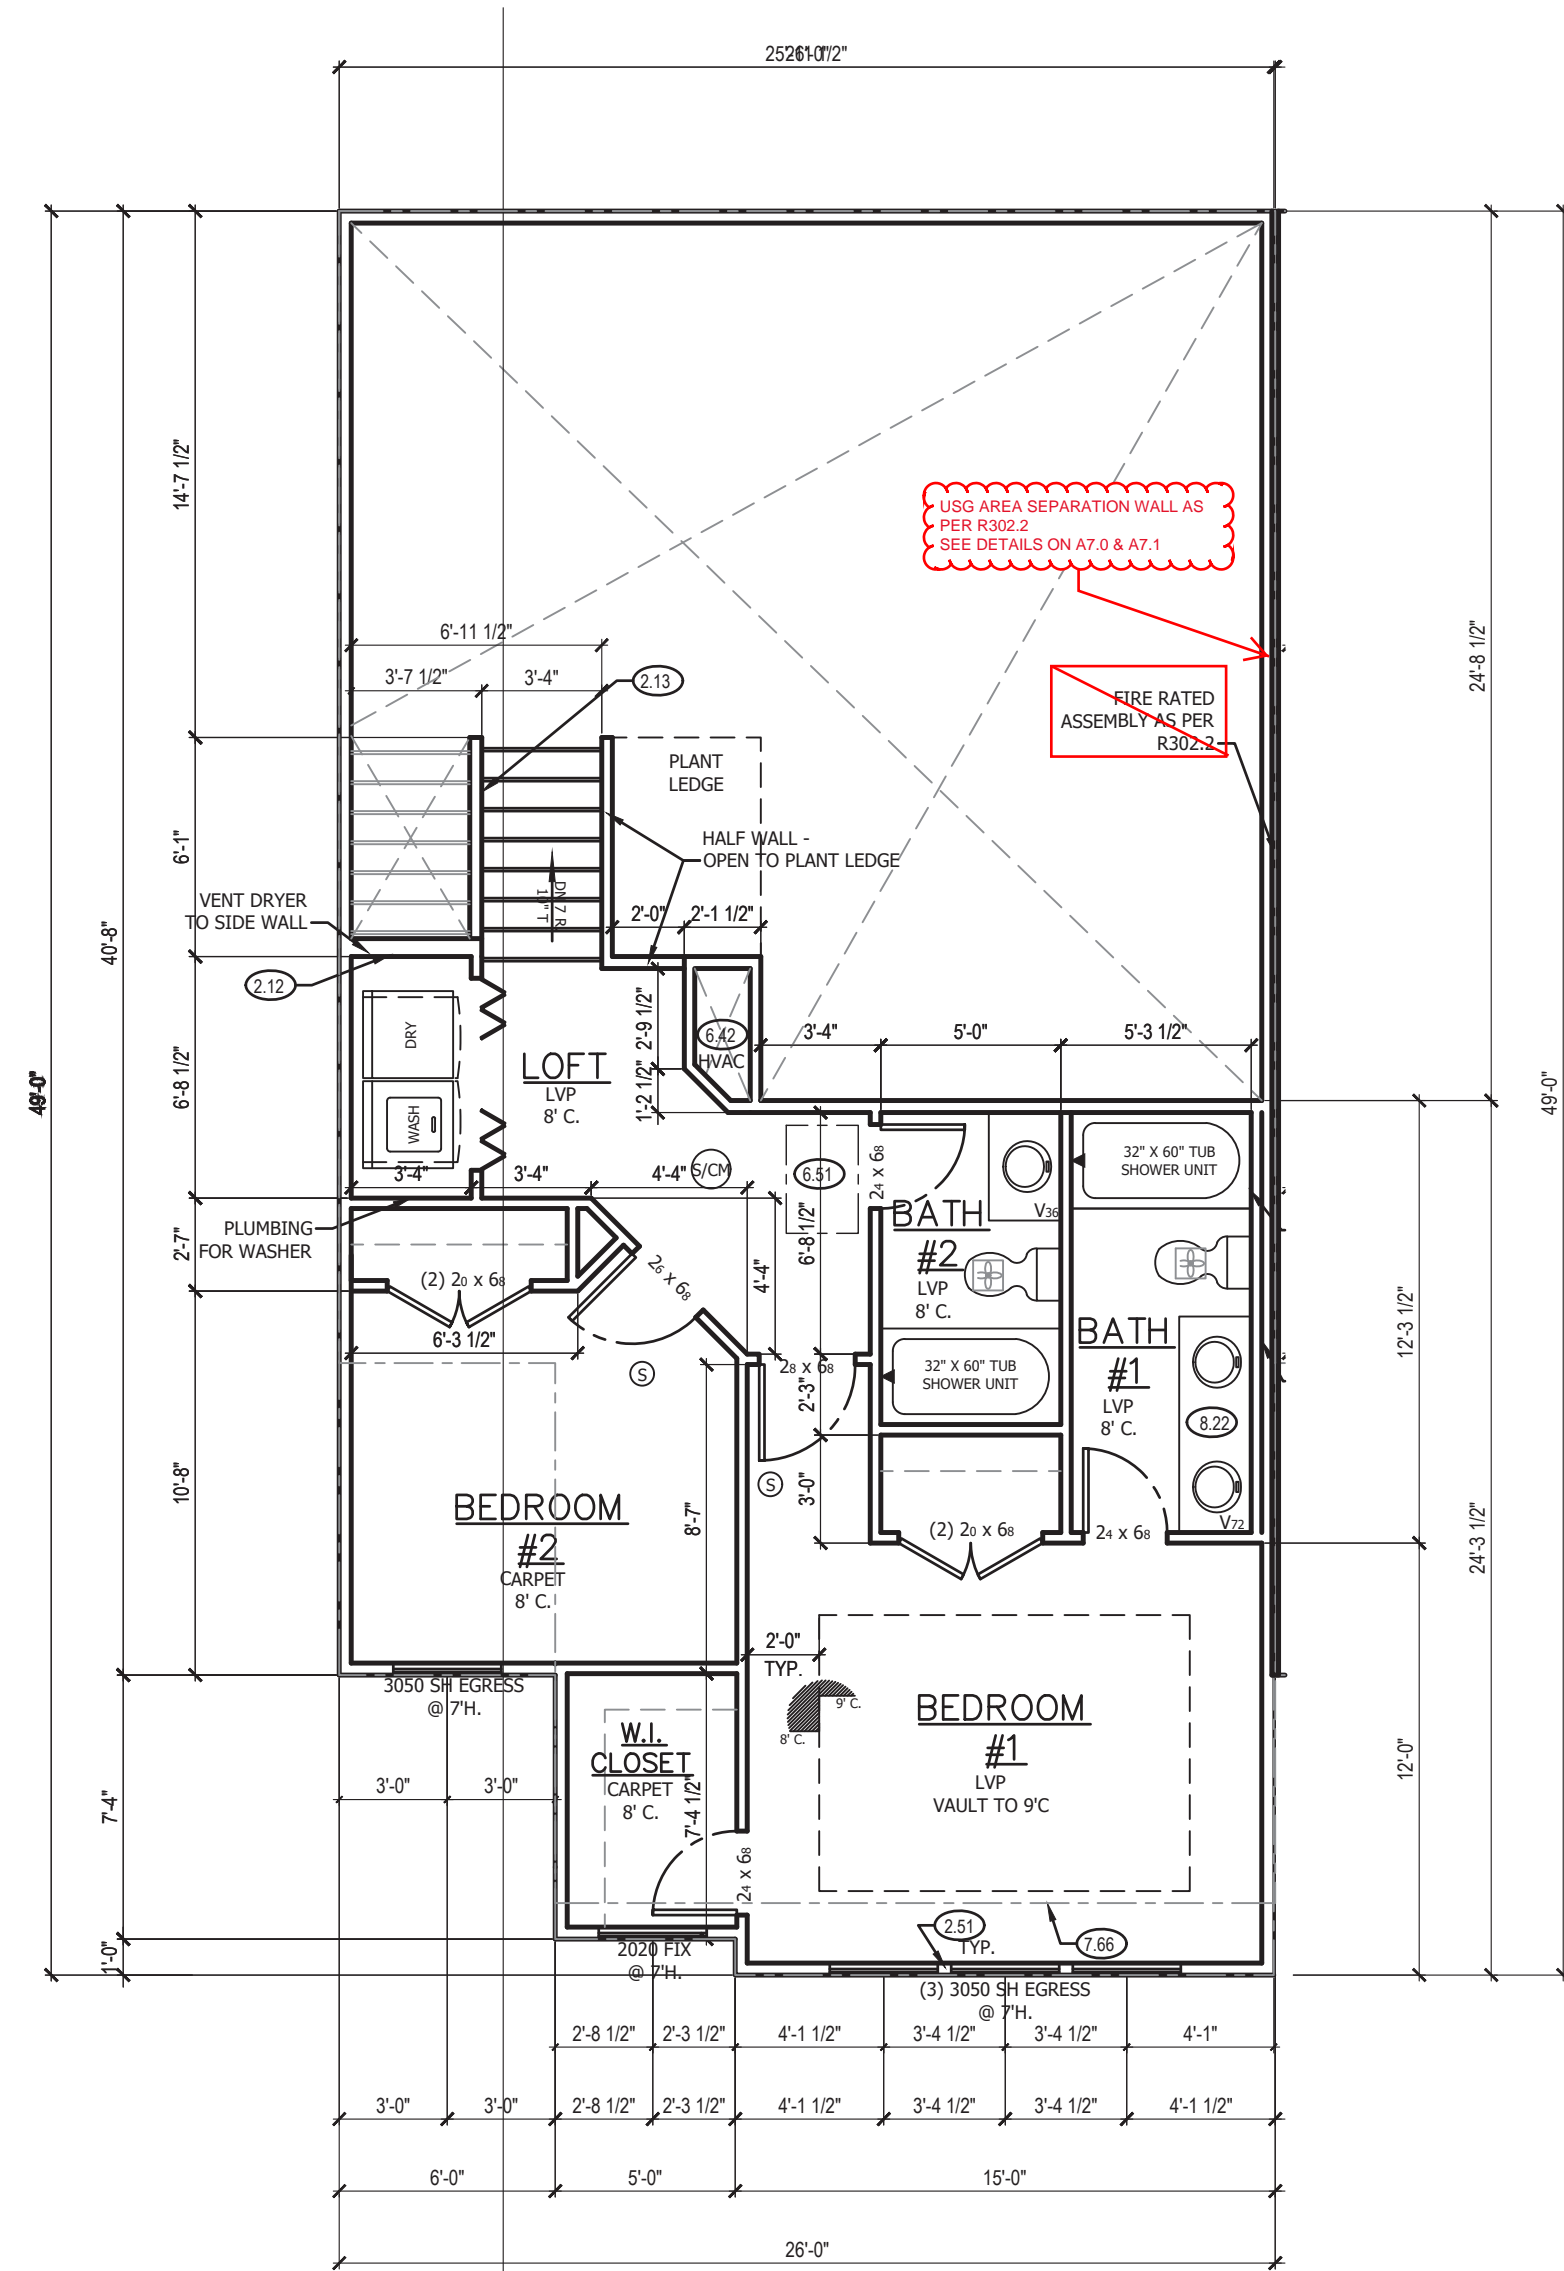 14'-7 1/2"
24'-8 1/2"
USG AREA SEPARATION WALL AS
PER R302.2
SEE DETAILS ON A7.0 & A7.1
6'-11 1/2"
3'-7 1/2"
3'-4"
2.13
FIRE RATED
ASSEMBLY AS PER
R302.2
PLANT
LEDGE
HALF WALL -
OPEN TO PLANT LEDGE
6'-1"
DN 7 R
10" T
VENT DRYER
TO SIDE WALL
2'-0"
2'-1 1/2"
40'-8"
2.12
DRY
WASH
LOFT
LVP
8' C.
2'-9 1/2"
1'-2 1/2"
6.42
HVAC
3'-4"
5'-0"
5'-3 1/2"
6'-8 1/2"
49'-0"
49'-0"
3'-4"
3'-4"
4'-4"
S/CM
6.51
24 x 68
32" X 60" TUB
SHOWER UNIT
PLUMBING
FOR WASHER
2'-7"
(2) 20 x 68
26 x 68
4'-4"
6'-8 1/2"
BATH
#2
LVP
8' C.
V36
6'-3 1/2"
S
28 x 68
2'-3"
32" X 60" TUB
SHOWER UNIT
BATH
#1
LVP
8' C.
8.22
12'-3 1/2"
10'-8"
BEDROOM
#2
CARPET
8' C.
8'-7"
S
3'-0"
(2) 20 x 68
24 x 68
V72
24'-3 1/2"
2'-0"
TYP.
3050 SH EGRESS
@ 7'H.
9' C.
8' C.
BEDROOM
#1
LVP
VAULT TO 9'C
W.I.
CLOSET
CARPET
8' C.
7'-4 1/2"
24 x 68
3'-0"
3'-0"
7'-4"
12'-0"
1'-0"
2020 FIX
@ 7'H.
2.51
TYP.
7.66
(3) 3050 SH EGRESS
@ 7'H.
2'-8 1/2"
2'-3 1/2"
4'-1 1/2"
3'-4 1/2"
3'-4 1/2"
4'-1"
3'-0"
3'-0"
2'-8 1/2"
2'-3 1/2"
4'-1 1/2"
3'-4 1/2"
3'-4 1/2"
4'-1 1/2"
6'-0"
5'-0"
15'-0"
26'-0"